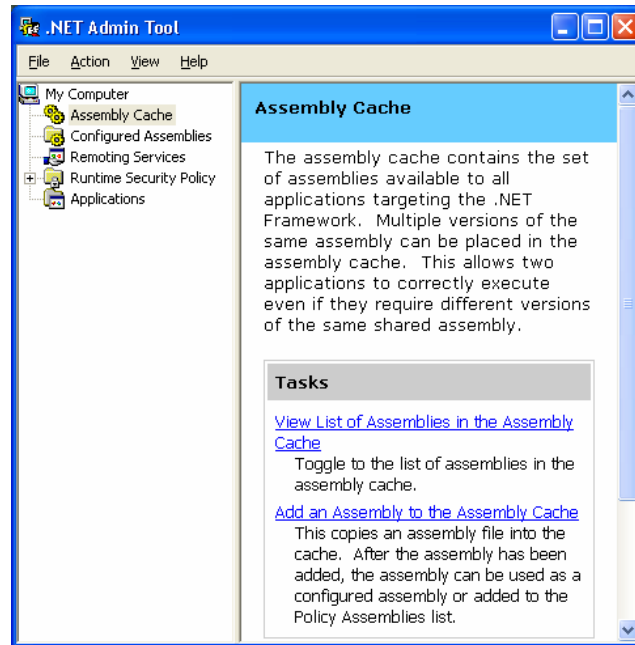 .NET Admin Tool
File Action View Help
My Computer
Assembly Cache
Configured Assemblies
Remoting Services
Runtime Security Policy
Applications
Assembly Cache
The assembly cache contains the set
of assemblies available to all
applications targeting the .NET
Framework. Multiple versions of the
same assembly can be placed in the
assembly cache. This allows two
applications to correctly execute
even if they require different versions
of the same shared assembly.
Tasks
View List of Assemblies in the Assembly
Cache
Toggle to the list of assemblies in the
assembly cache.
Add an Assembly to the Assembly Cache
This copies an assembly file into the
cache. After the assembly has been
added, the assembly can be used as a
configured assembly or added to the
Policy Assemblies list.